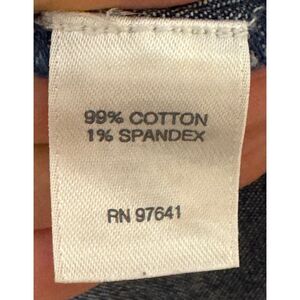 99% COTTON
1% SPANDEX
RN 97641